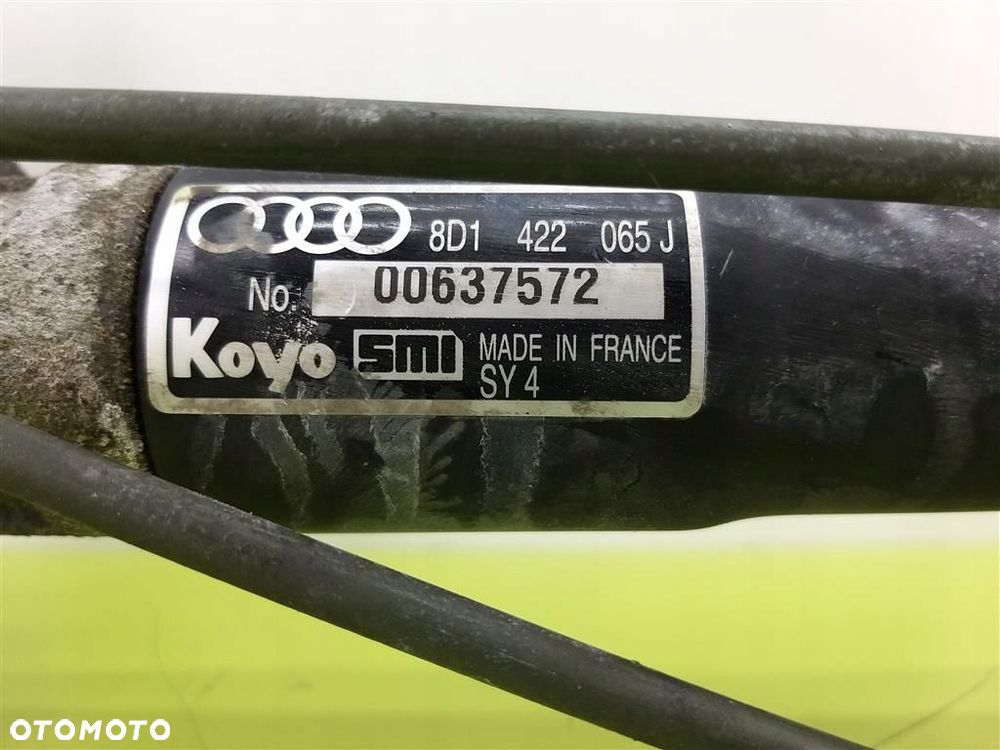 8D1 422 065 J
No. 00637572
Koyo SMI MADE IN FRANCE
SY 4
OTOMOTO